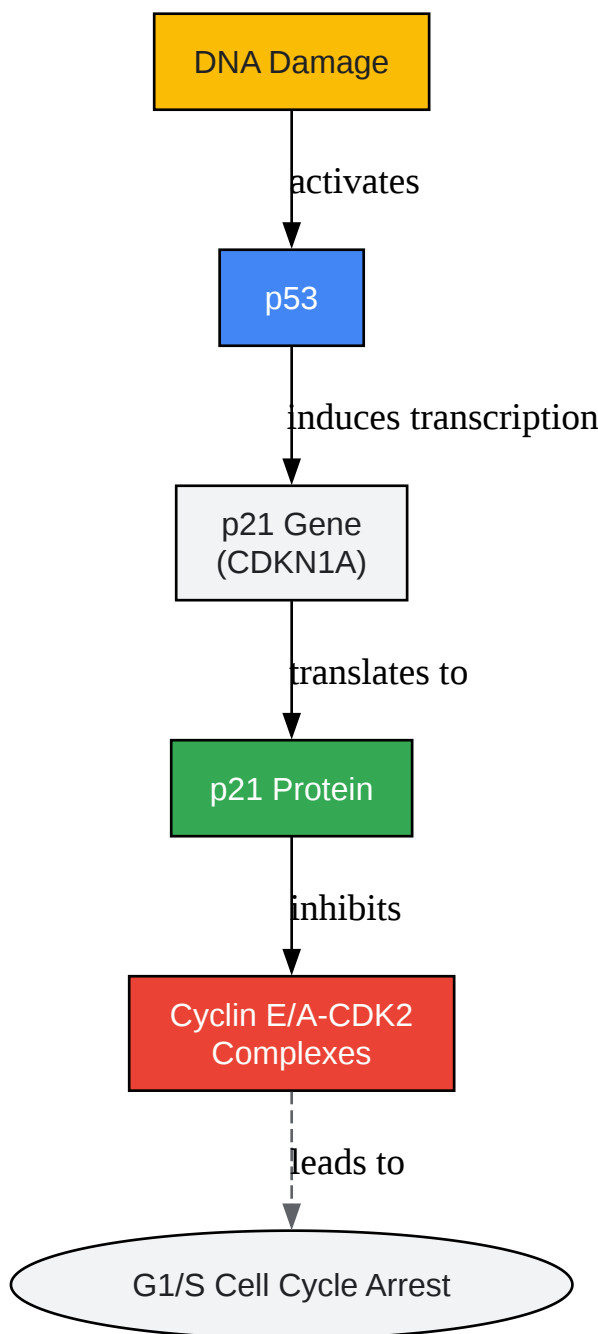 DNA Damage
activates
p53
induces transcription
p21 Gene
(CDKN1A)
translates to
p21 Protein
inhibits
Cyclin E/A-CDK2
Complexes
leads to
G1/S Cell Cycle Arrest